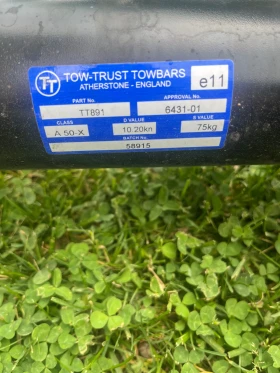 TT
TOW-TRUST TOWBARS
ATHERSTONE - ENGLAND
e11
PART No. APPROVAL No.
TT891 6431-01
CLASS D VALUE S VALUE
A 50-X 10.20kn 75kg
BATCH No.
58915